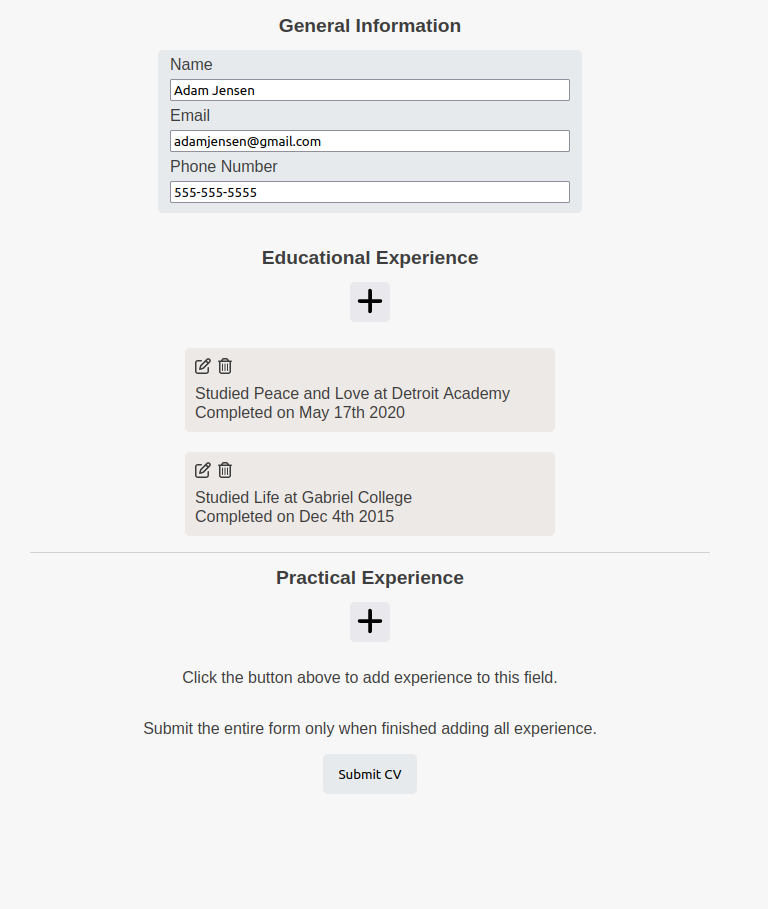 General Information
Name
Adam Jensen
Email
adamjensen@gmail.com
Phone Number
555-555-5555
Educational Experience
Studied Peace and Love at Detroit Academy
Completed on May 17th 2020
Studied Life at Gabriel College
Completed on Dec 4th 2015
Practical Experience
Click the button above to add experience to this field.
Submit the entire form only when finished adding all experience.
Submit CV